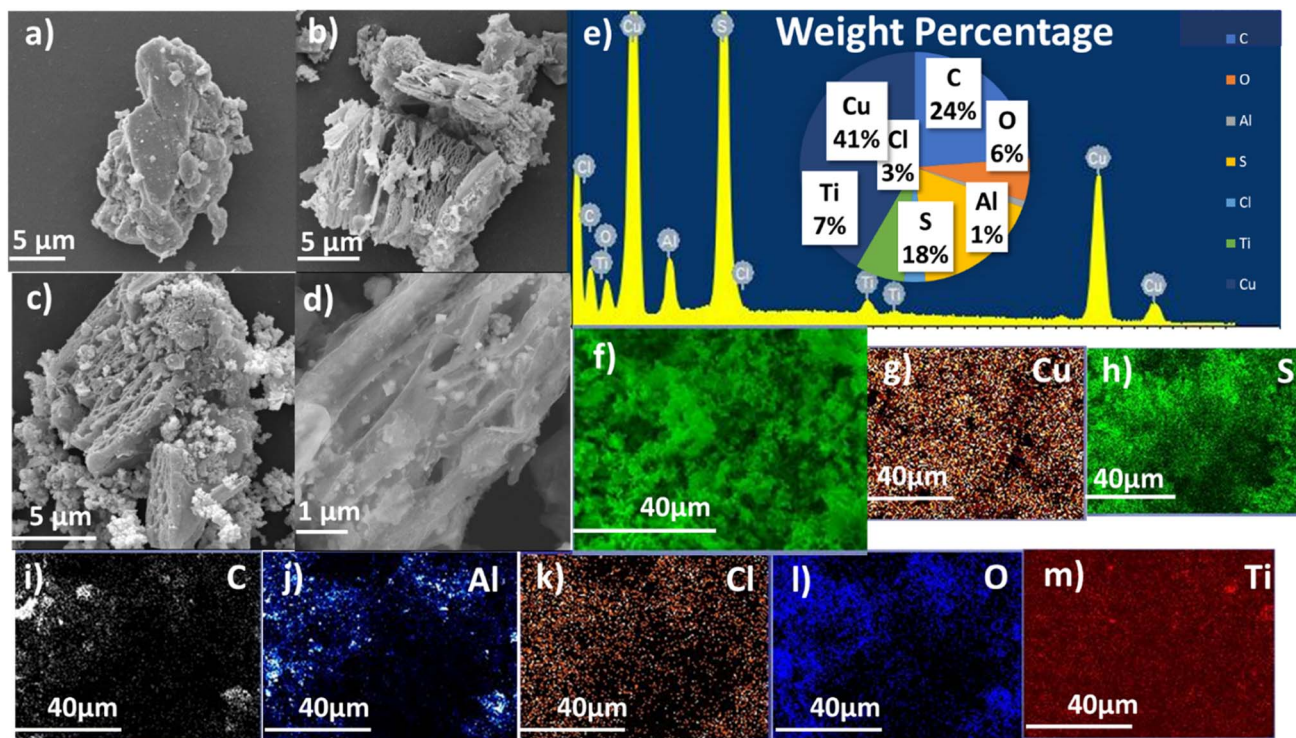 a)
5 µm
b)
5 µm
c)
5 µm
d)
1 µm
e)
Weight Percentage
Cu
S
Cl
C
O
Ti
Al
Cl
Ti
Ti
Cu
Cu
C
24%
O
6%
Al
1%
S
18%
Cl
3%
Ti
7%
Cu
41%
C
O
Al
S
Cl
Ti
Cu
f)
40µm
g)
Cu
40µm
h)
S
40µm
i)
C
40µm
j)
Al
40µm
k)
Cl
40µm
l)
O
40µm
m)
Ti
40µm